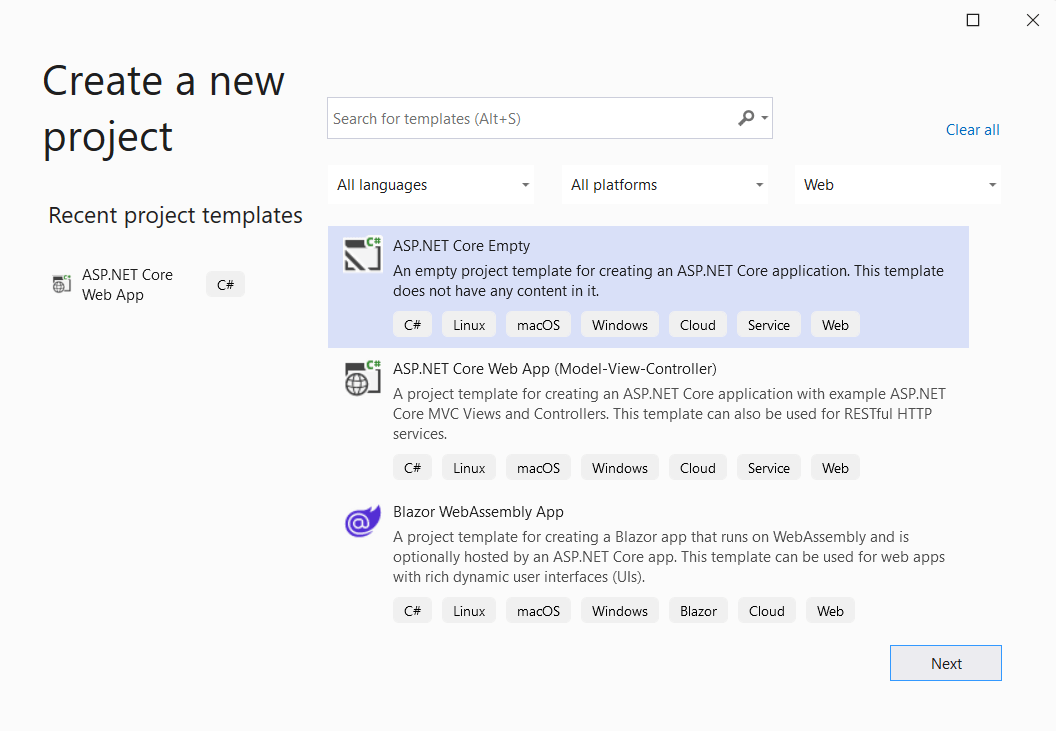 Create a new
project
Search for templates (Alt+S)
Clear all
All languages
All platforms
Web
Recent project templates
ASP.NET Core
Web App
C#
C#
ASP.NET Core Empty
An empty project template for creating an ASP.NET Core application. This template
does not have any content in it.
C# Linux macOS Windows Cloud Service Web
C#
ASP.NET Core Web App (Model-View-Controller)
A project template for creating an ASP.NET Core application with example ASP.NET
Core MVC Views and Controllers. This template can also be used for RESTful HTTP
services.
C# Linux macOS Windows Cloud Service Web
@
Blazor WebAssembly App
A project template for creating a Blazor app that runs on WebAssembly and is
optionally hosted by an ASP.NET Core app. This template can be used for web apps
with rich dynamic user interfaces (UIs).
C# Linux macOS Windows Blazor Cloud Web
Next